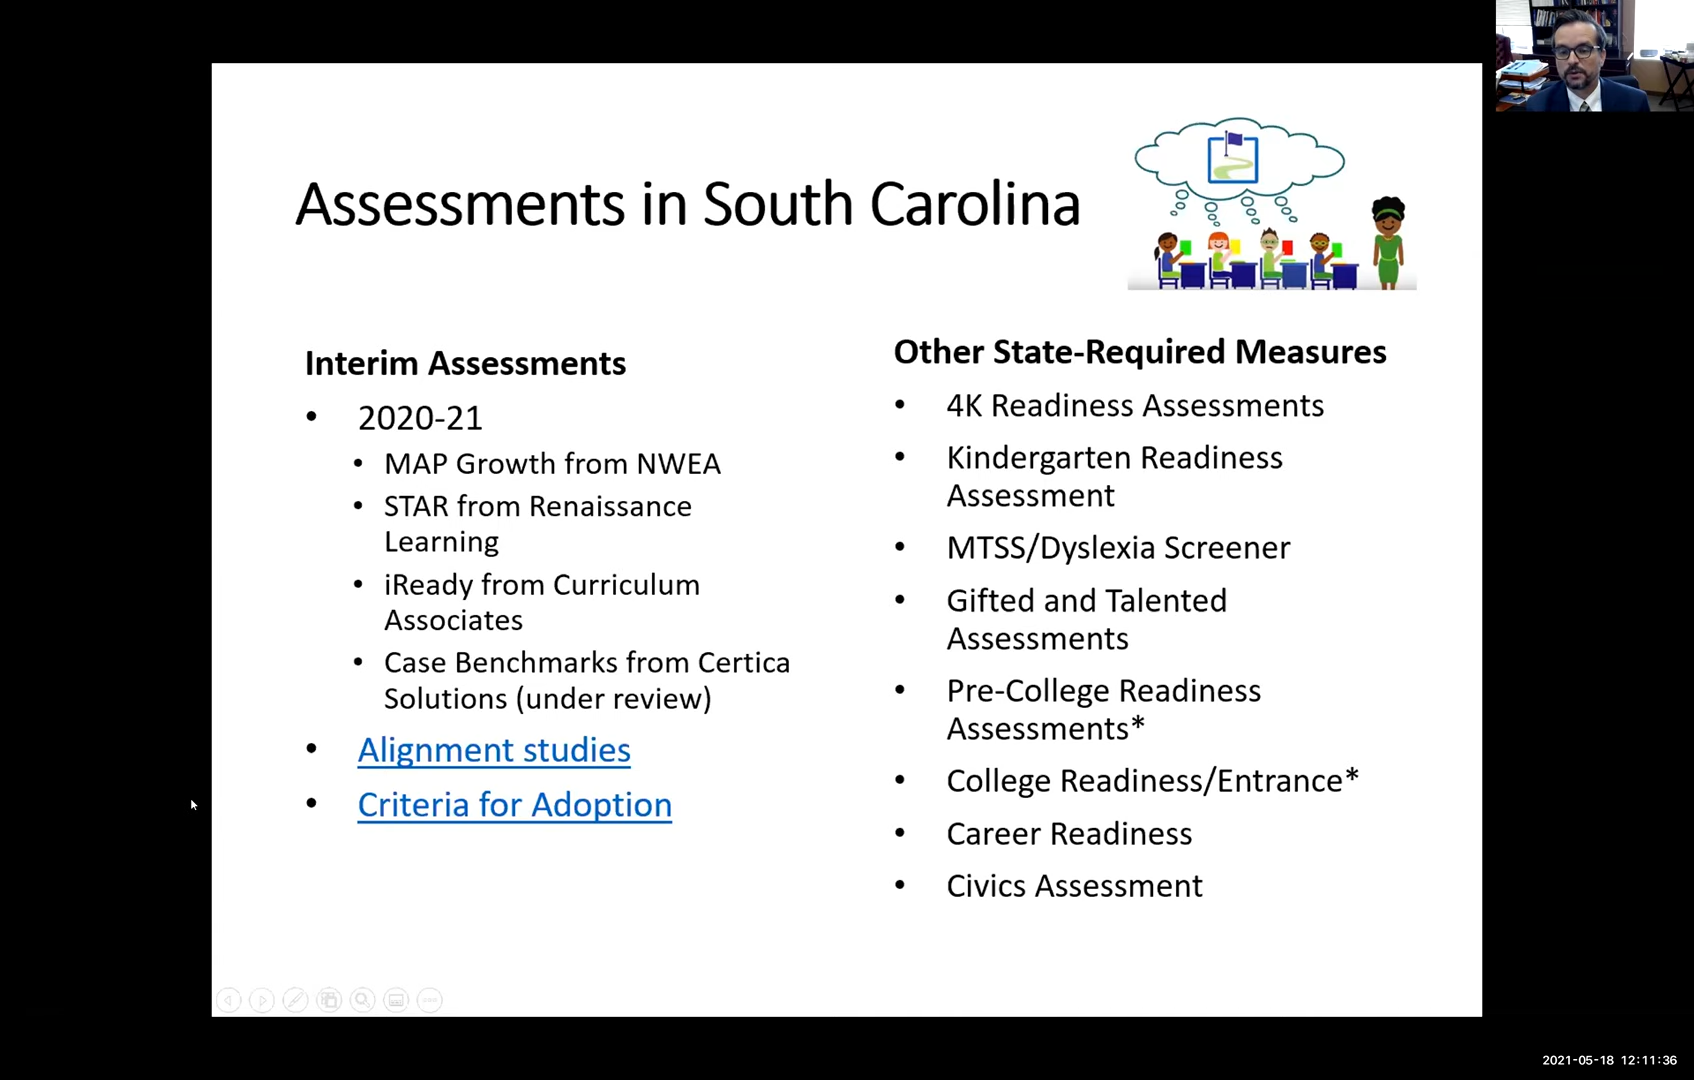 Assessments in South Carolina
Interim Assessments
• 2020-21
• MAP Growth from NWEA
• STAR from Renaissance
Learning
• iReady from Curriculum
Associates
• Case Benchmarks from Certica
Solutions (under review)
• Alignment studies
• Criteria for Adoption
Other State-Required Measures
• 4K Readiness Assessments
• Kindergarten Readiness
Assessment
• MTSS/Dyslexia Screener
• Gifted and Talented
Assessments
• Pre-College Readiness
Assessments*
• College Readiness/Entrance*
• Career Readiness
• Civics Assessment
2021-05-18 12:11:36